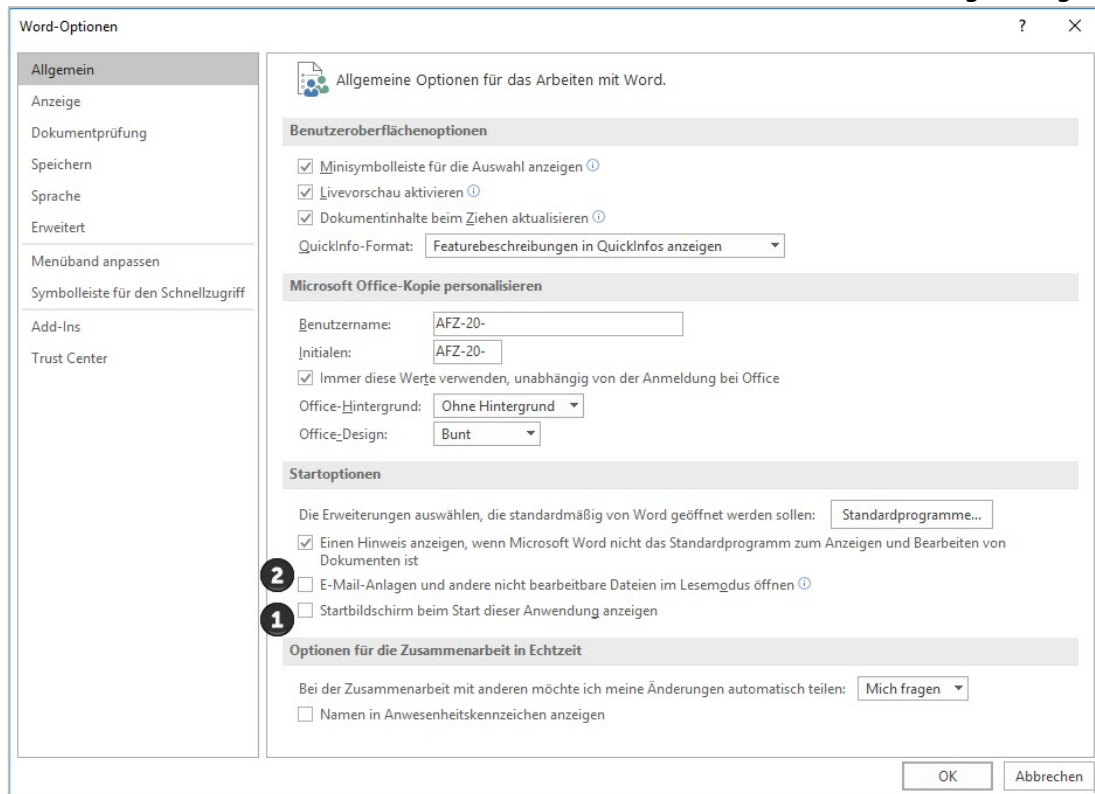 Word-Optionen
?
Allgemein
Anzeige
Dokumentprüfung
Speichern
Sprache
Erweitert
Menüband anpassen
Symbolleiste für den Schnellzugriff
Add-Ins
Trust Center
Allgemeine Optionen für das Arbeiten mit Word.
Benutzeroberflächenoptionen
Minisymbolleiste für die Auswahl anzeigen
Livevorschau aktivieren
Dokumentinhalte beim Ziehen aktualisieren
QuickInfo-Format: Featurebeschreibungen in QuickInfos anzeigen
Microsoft Office-Kopie personalisieren
Benutzername: AFZ-20-
Initialen: AFZ-20-
Immer diese Werte verwenden, unabhängig von der Anmeldung bei Office
Office-Hintergrund: Ohne Hintergrund
Office-Design: Bunt
Startoptionen
Die Erweiterungen auswählen, die standardmäßig von Word geöffnet werden sollen: Standardprogramme...
Einen Hinweis anzeigen, wenn Microsoft Word nicht das Standardprogramm zum Anzeigen und Bearbeiten von
Dokumenten ist
2 E-Mail-Anlagen und andere nicht bearbeitbare Dateien im Lesemodus öffnen
1 Startbildschirm beim Start dieser Anwendung anzeigen
Optionen für die Zusammenarbeit in Echtzeit
Bei der Zusammenarbeit mit anderen möchte ich meine Änderungen automatisch teilen: Mich fragen
Namen in Anwesenheitskennzeichen anzeigen
OK Abbrechen